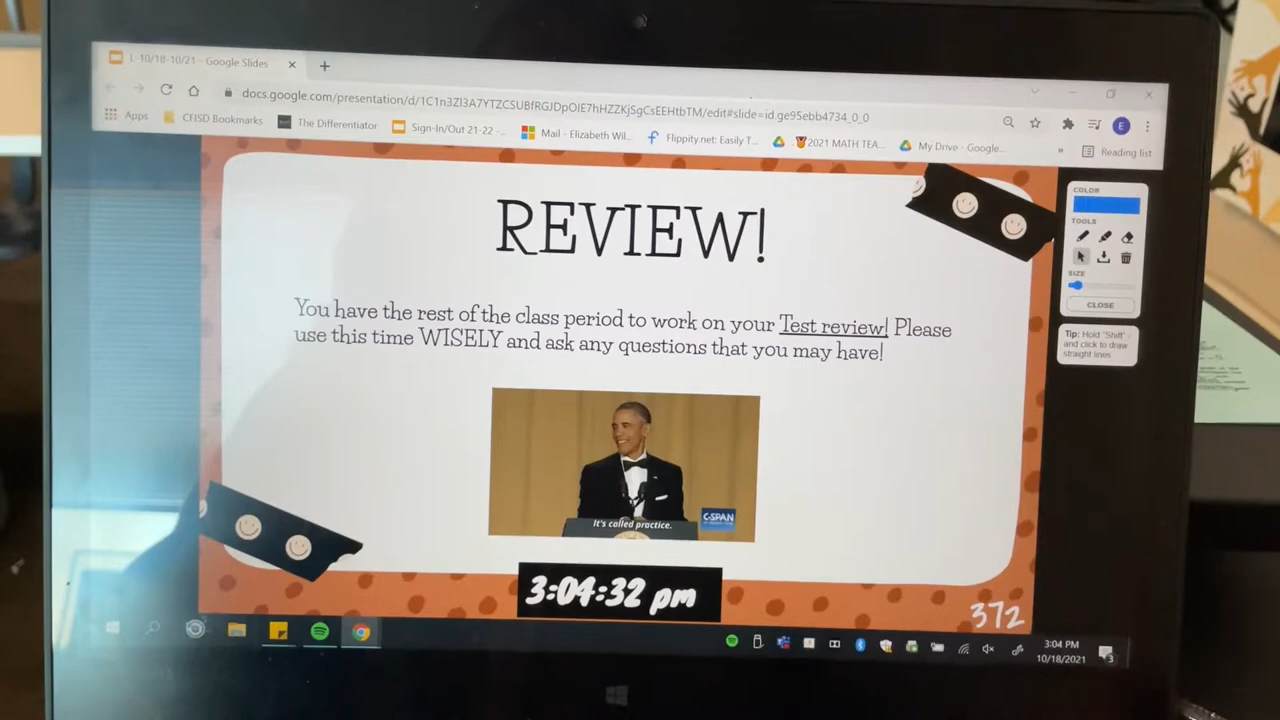 L-10/18-10/21 - Google Slides
docs.google.com/presentation/d/1C1n3Zl3A7YTZCSUBfRGJDpOIE7hHZZKjSgCsEEHtbTM/edit#slide=id.ge95ebb4734_0_0
Apps CFISD Bookmarks The Differentiator Sign-In/Out 21-22 -... Mail - Elizabeth Wil... Flippity.net: Easily T... 2021 MATH TEA... My Drive - Google... » Reading list
E
REVIEW!
You have the rest of the class period to work on your Test review! Please
use this time WISELY and ask any questions that you may have!
It's called practice.
C-SPAN
3:04:32 pm
372
COLOR
TOOLS
SIZE
CLOSE
Tip: Hold "Shift"
and click to draw
straight lines
3:04 PM
10/18/2021
3